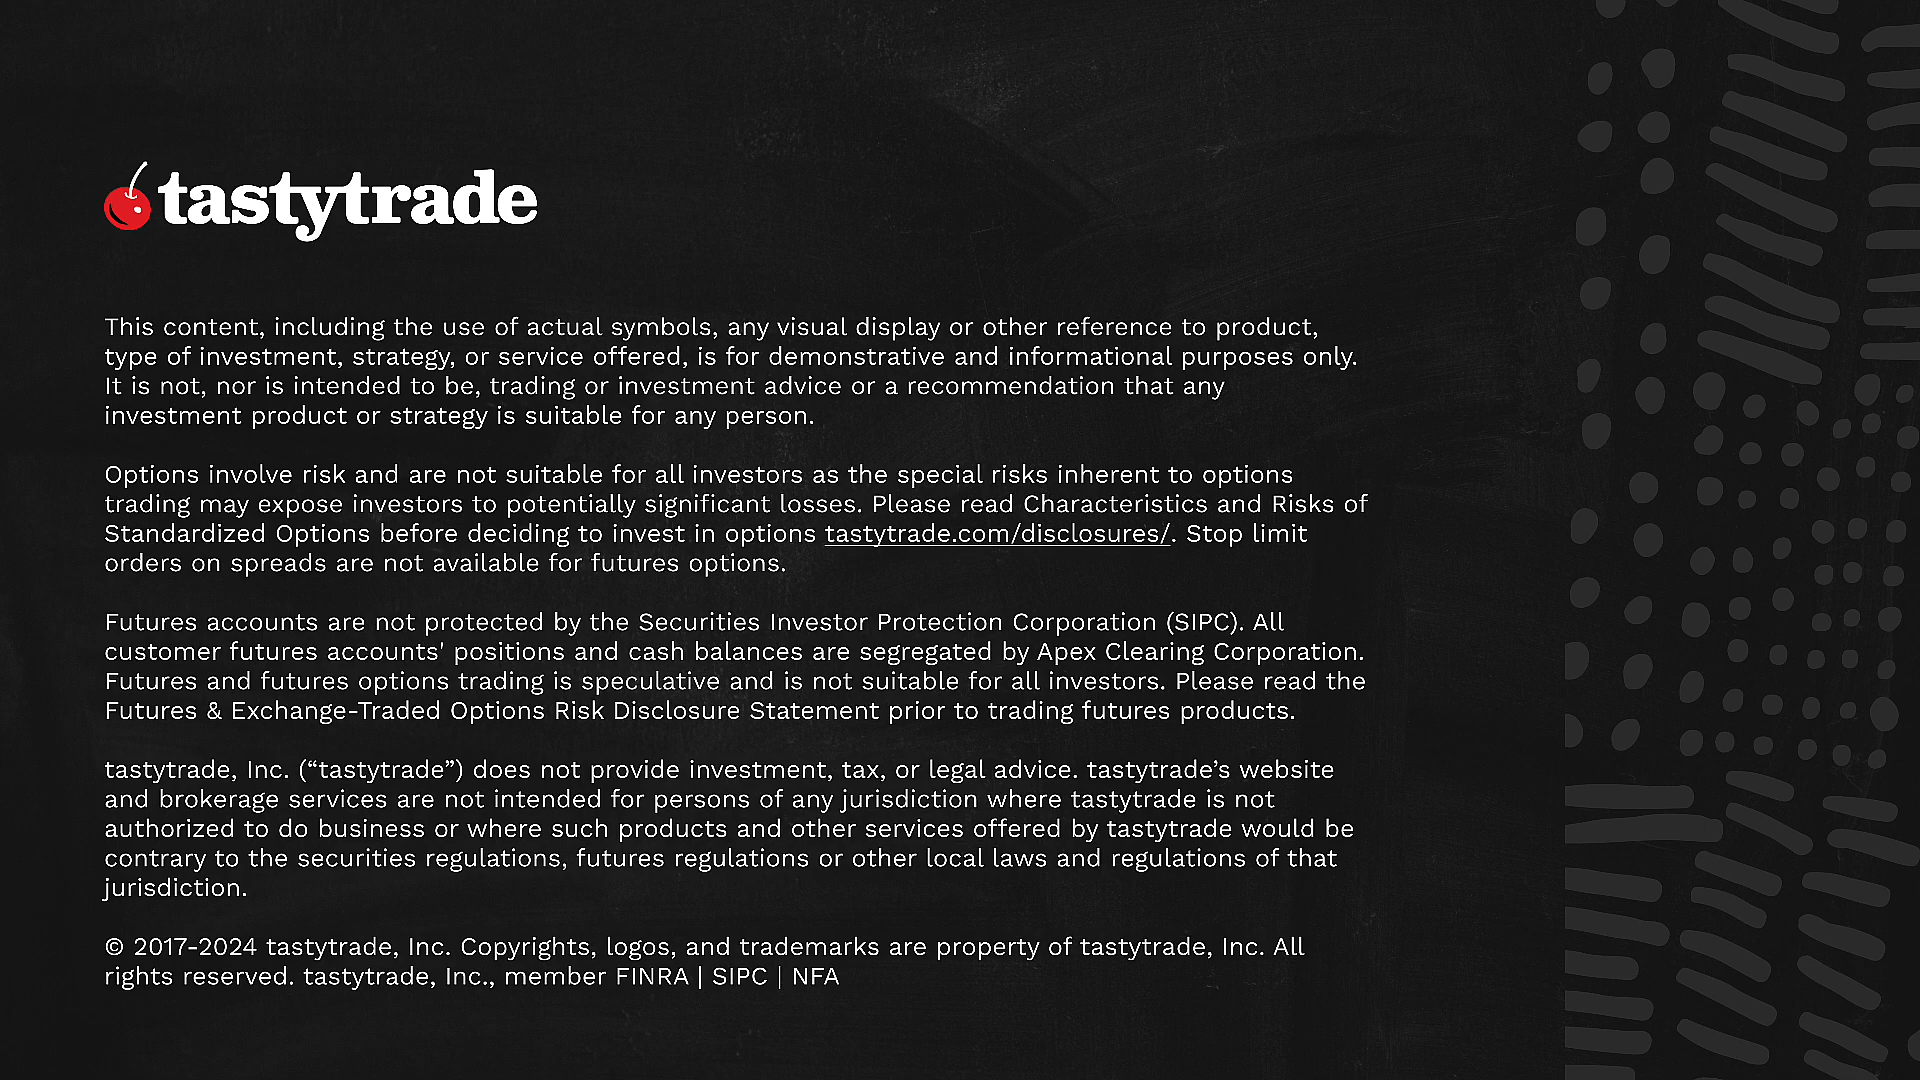 tastytrade
This content, including the use of actual symbols, any visual display or other reference to product,
type of investment, strategy, or service offered, is for demonstrative and informational purposes only.
It is not, nor is intended to be, trading or investment advice or a recommendation that any
investment product or strategy is suitable for any person.
Options involve risk and are not suitable for all investors as the special risks inherent to options
trading may expose investors to potentially significant losses. Please read Characteristics and Risks of
Standardized Options before deciding to invest in options tastytrade.com/disclosures/. Stop limit
orders on spreads are not available for futures options.
Futures accounts are not protected by the Securities Investor Protection Corporation (SIPC). All
customer futures accounts' positions and cash balances are segregated by Apex Clearing Corporation.
Futures and futures options trading is speculative and is not suitable for all investors. Please read the
Futures & Exchange-Traded Options Risk Disclosure Statement prior to trading futures products.
tastytrade, Inc. (“tastytrade”) does not provide investment, tax, or legal advice. tastytrade’s website
and brokerage services are not intended for persons of any jurisdiction where tastytrade is not
authorized to do business or where such products and other services offered by tastytrade would be
contrary to the securities regulations, futures regulations or other local laws and regulations of that
jurisdiction.
© 2017-2024 tastytrade, Inc. Copyrights, logos, and trademarks are property of tastytrade, Inc. All
rights reserved. tastytrade, Inc., member FINRA | SIPC | NFA